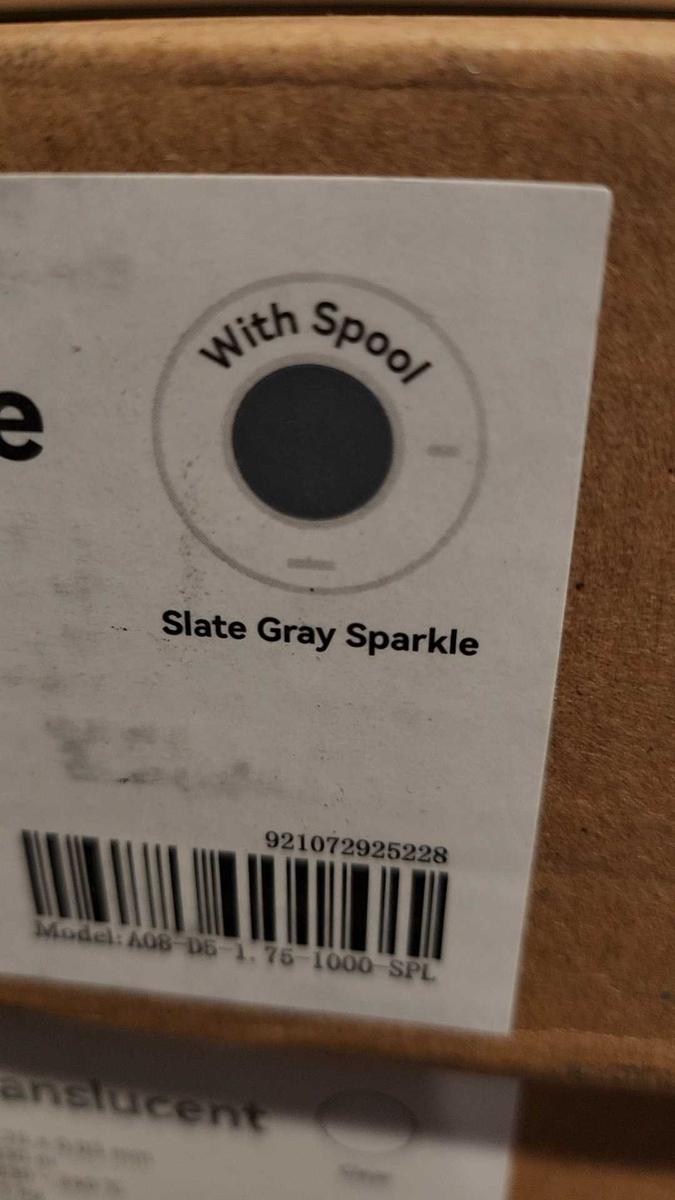 With Spool
e
Slate Gray Sparkle
921072925228
Model:A08-D5-1.75-1000-SPL
anslucent